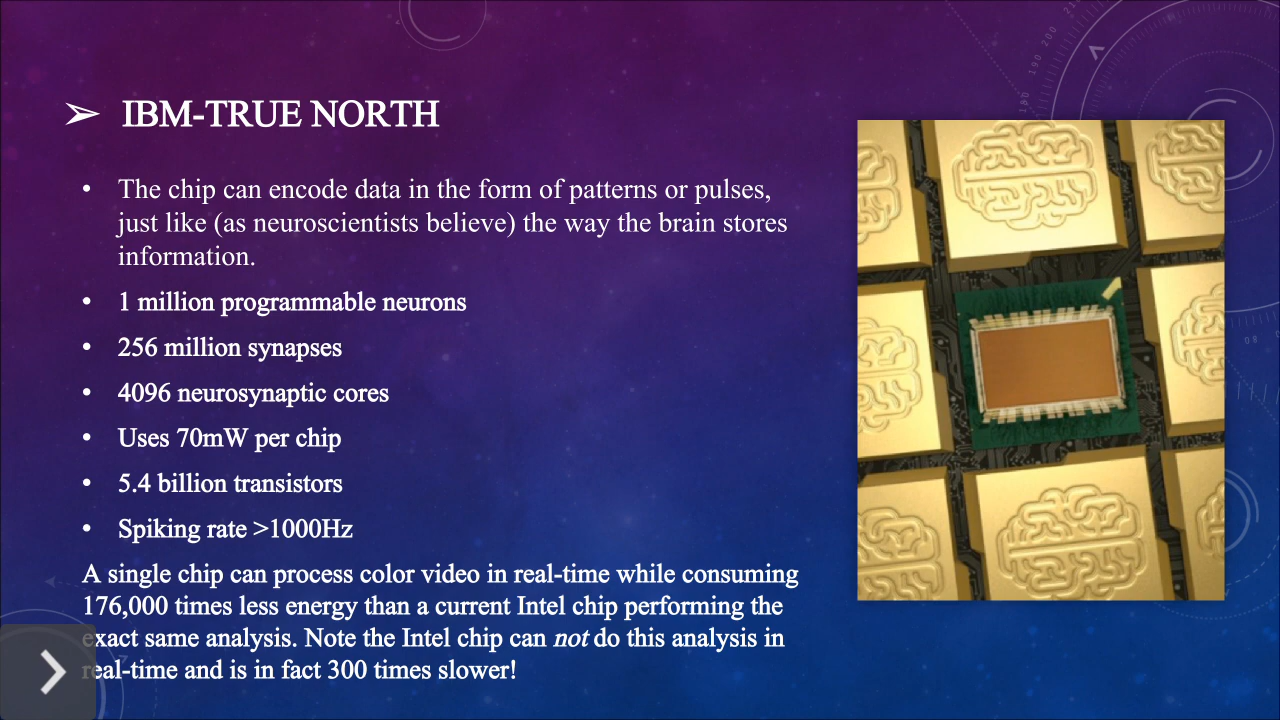 ➢ IBM-TRUE NORTH
• The chip can encode data in the form of patterns or pulses,
just like (as neuroscientists believe) the way the brain stores
information.
• 1 million programmable neurons
• 256 million synapses
• 4096 neurosynaptic cores
• Uses 70mW per chip
• 5.4 billion transistors
• Spiking rate >1000Hz
A single chip can process color video in real-time while consuming
176,000 times less energy than a current Intel chip performing the
exact same analysis. Note the Intel chip can not do this analysis in
real-time and is in fact 300 times slower!